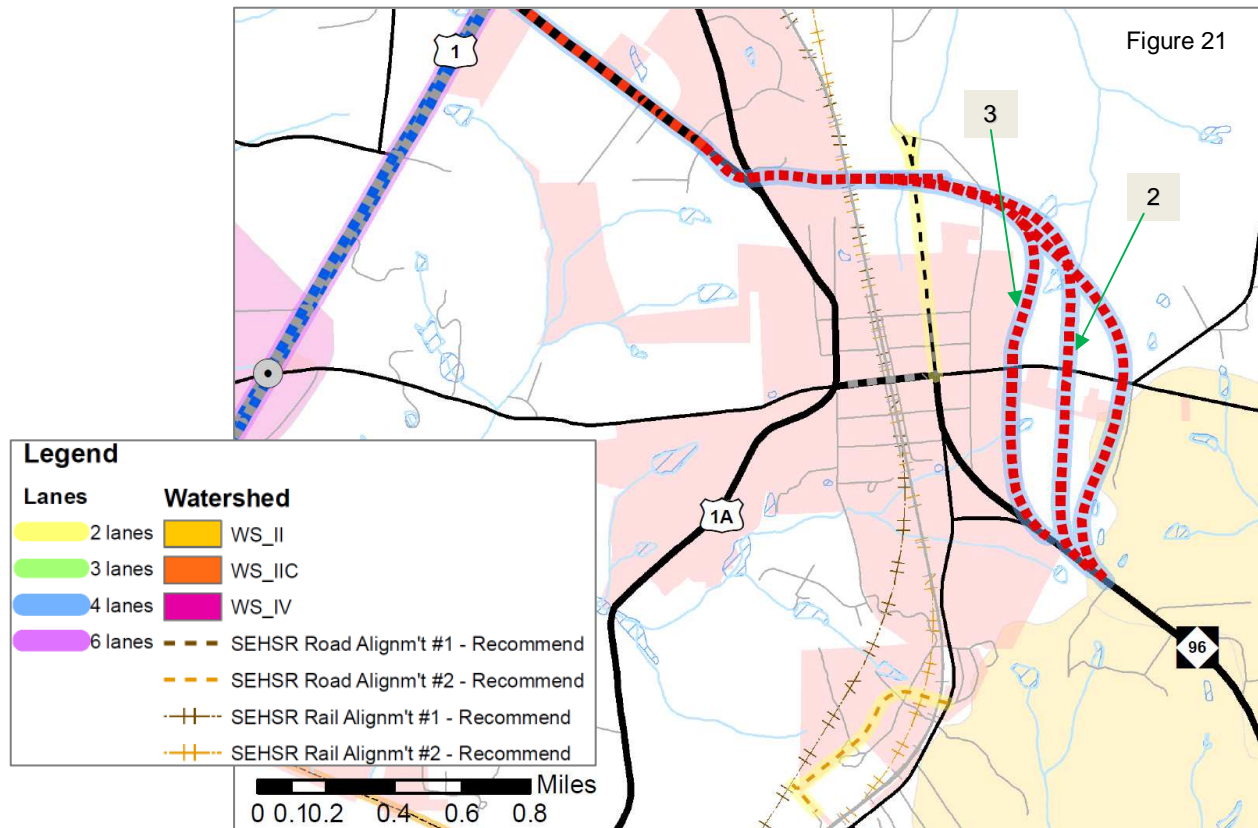 Figure 21
1
3
2
1A
96
Legend
Lanes
2 lanes
3 lanes
4 lanes
6 lanes
Watershed
WS_II
WS_IIC
WS_IV
SEHSR Road Alignm't #1 - Recommend
SEHSR Road Alignm't #2 - Recommend
SEHSR Rail Alignm't #1 - Recommend
SEHSR Rail Alignm't #2 - Recommend
Miles
0 0.10.2 0.4 0.6 0.8